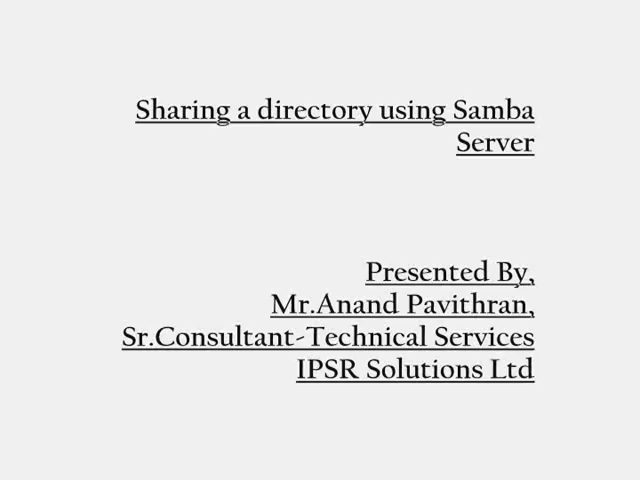 Sharing a directory using Samba
Server
Presented By,
Mr.Anand Pavithran,
Sr.Consultant-Technical Services
IPSR Solutions Ltd